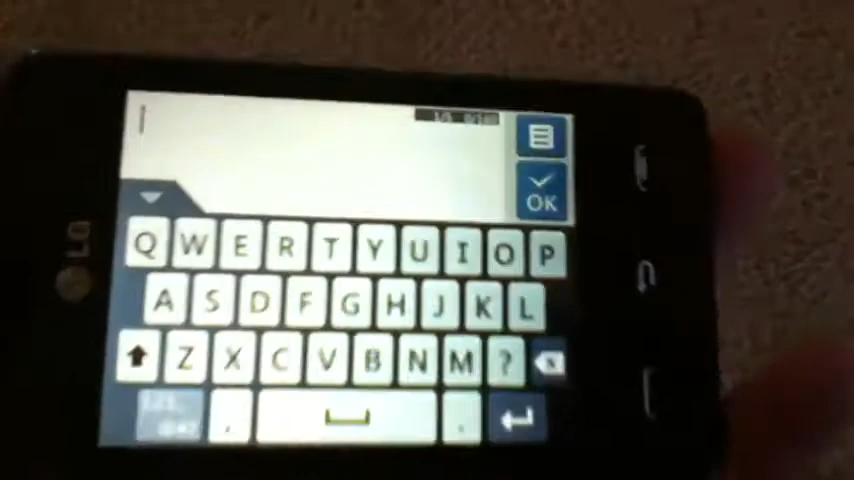 LG
OK
Q W E R T Y U I O P
A S D F G H J K L
Z X C V B N M ?
, .